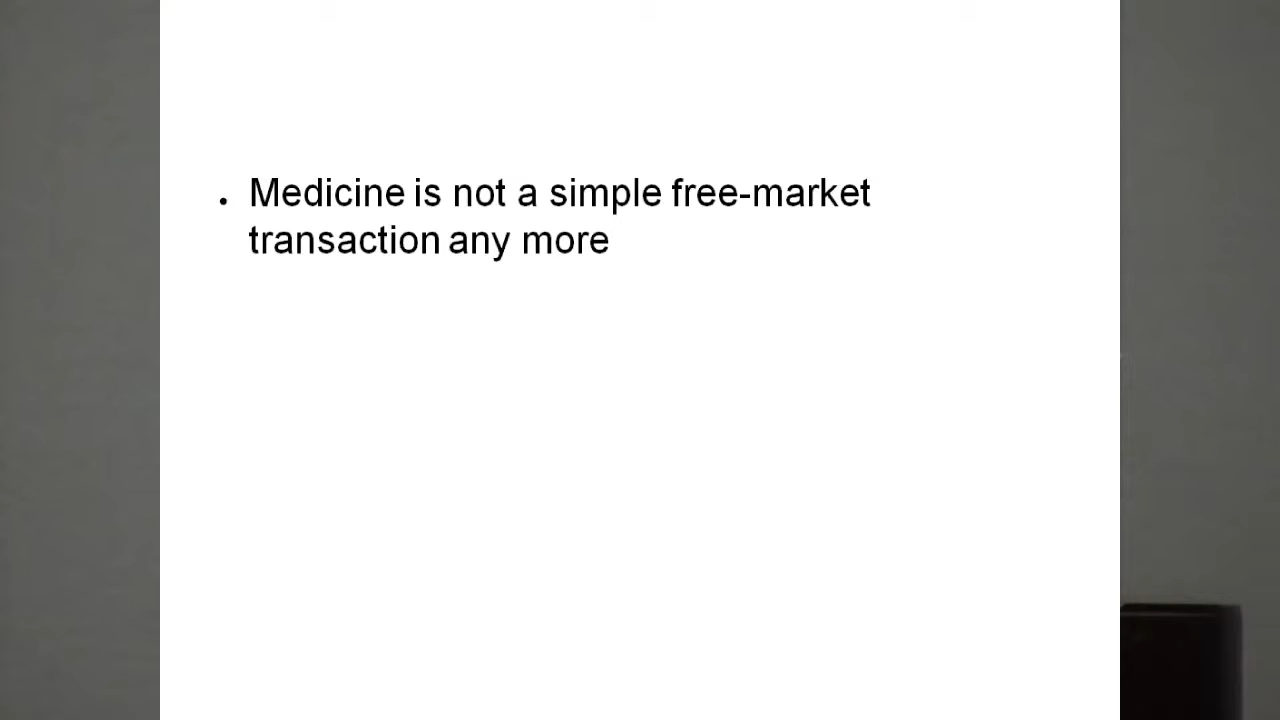 • Medicine is not a simple free-market
transaction any more